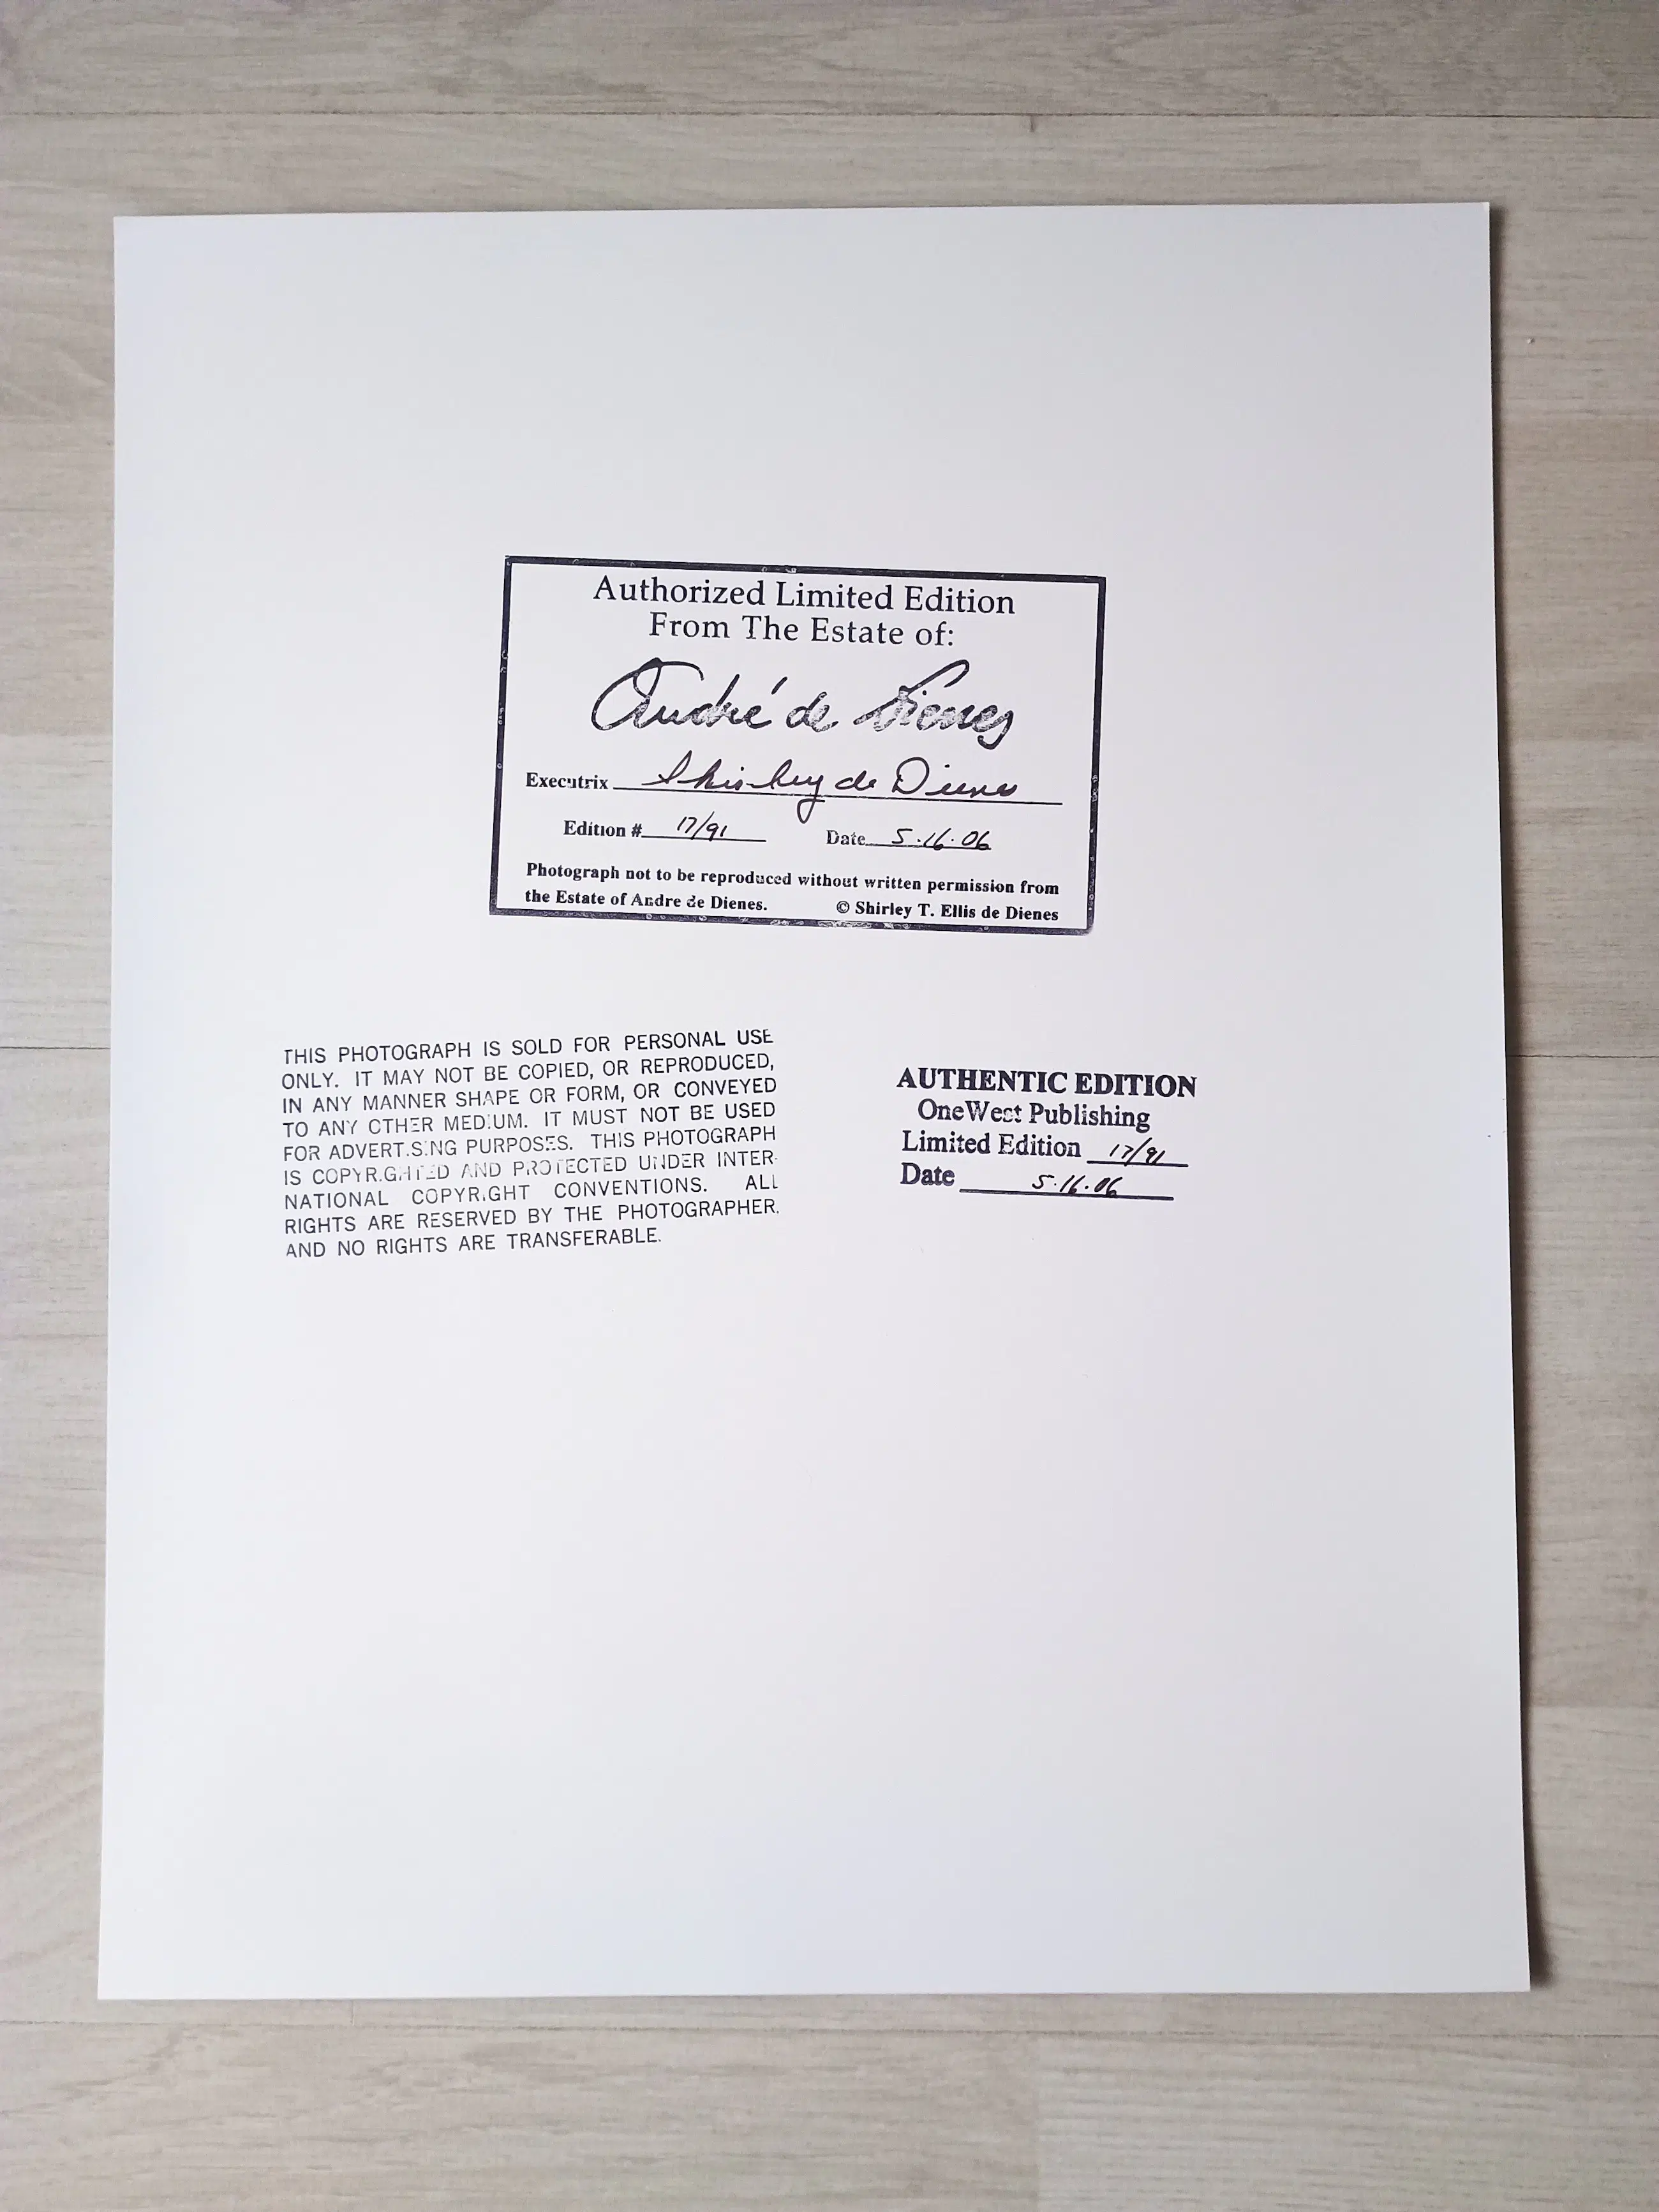 Authorized Limited Edition
From The Estate of:
André de Dienes
Executrix Shirley de Dienes
Edition # 17/91 Date 5.16.06
Photograph not to be reproduced without written permission from
the Estate of Andre de Dienes. © Shirley T. Ellis de Dienes
THIS PHOTOGRAPH IS SOLD FOR PERSONAL USE
ONLY. IT MAY NOT BE COPIED, OR REPRODUCED,
IN ANY MANNER SHAPE OR FORM, OR CONVEYED
TO ANY OTHER MEDIUM. IT MUST NOT BE USED
FOR ADVERTISING PURPOSES. THIS PHOTOGRAPH
IS COPYRIGHTED AND PROTECTED UNDER INTER-
NATIONAL COPYRIGHT CONVENTIONS. ALL
RIGHTS ARE RESERVED BY THE PHOTOGRAPHER.
AND NO RIGHTS ARE TRANSFERABLE.
AUTHENTIC EDITION
OneWest Publishing
Limited Edition 17/91
Date 5.16.06